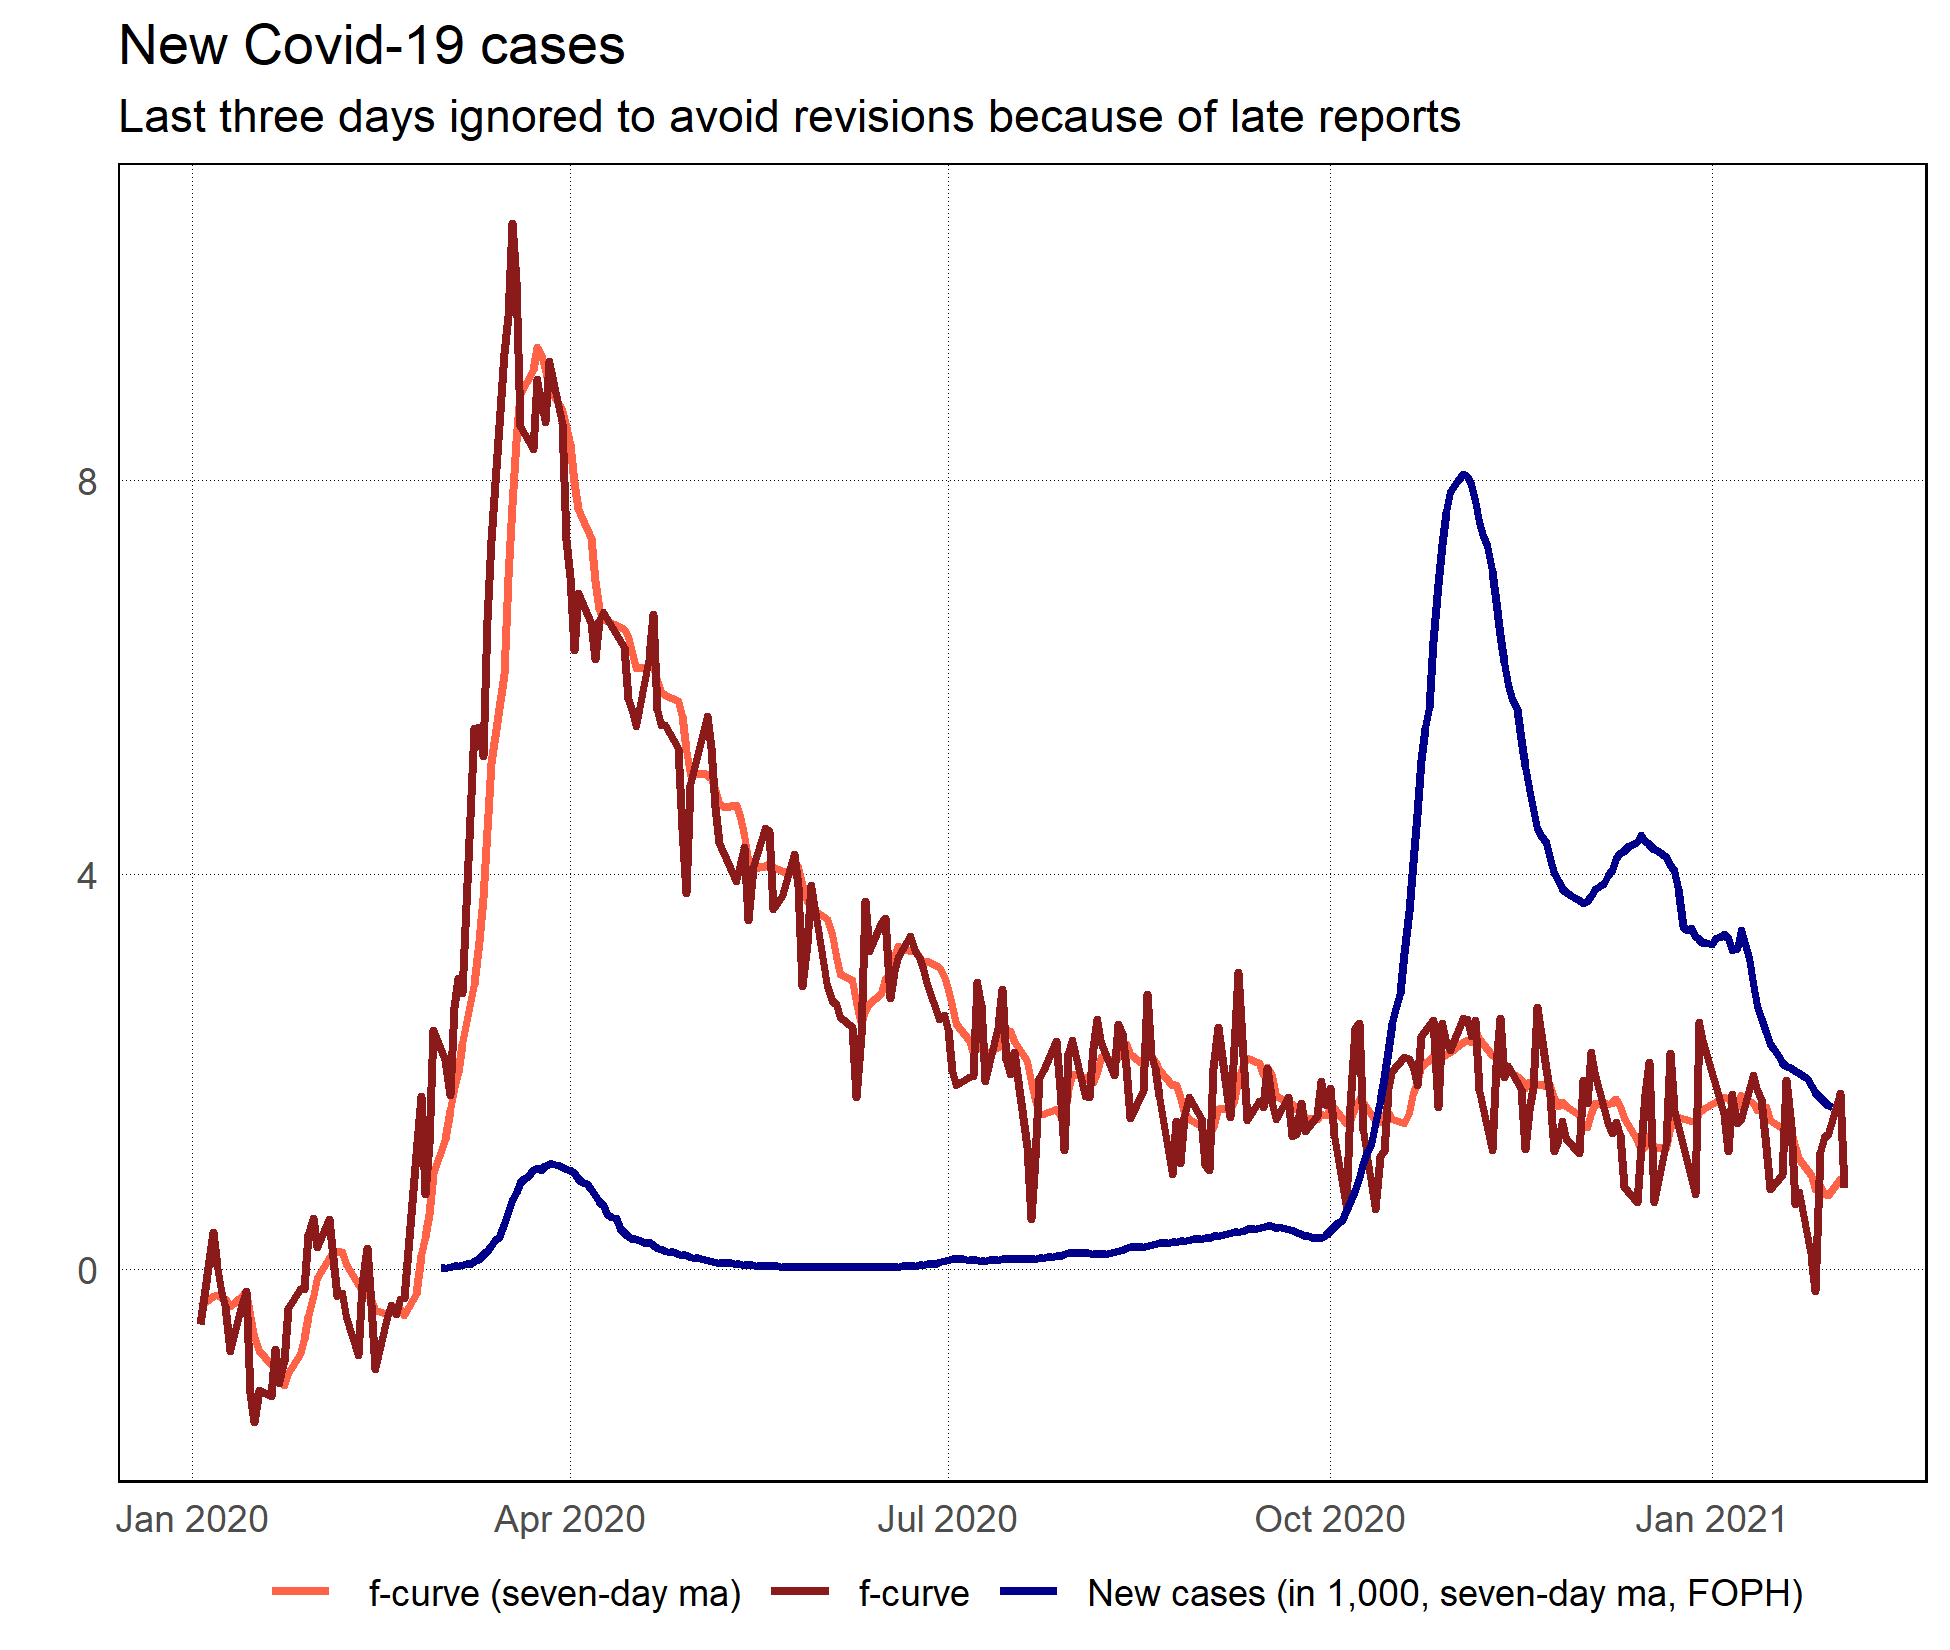 New Covid-19 cases
Last three days ignored to avoid revisions because of late reports
8
4
0
Jan 2020 Apr 2020 Jul 2020 Oct 2020 Jan 2021
f-curve (seven-day ma) f-curve New cases (in 1,000, seven-day ma, FOPH)